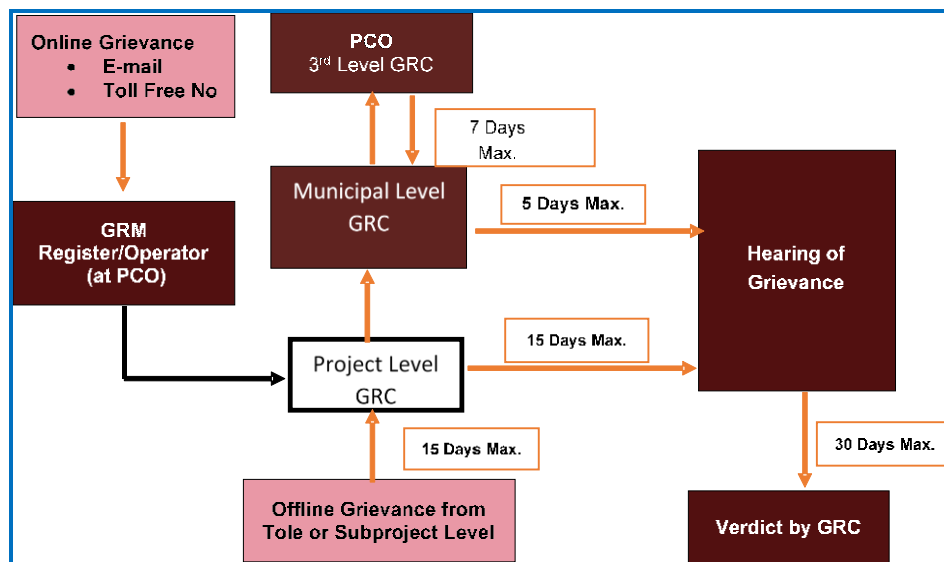 Online Grievance
• E-mail
• Toll Free No
PCO
3rd Level GRC
7 Days
Max.
Municipal Level
GRC
5 Days Max.
GRM
Register/Operator
(at PCO)
Hearing of
Grievance
15 Days Max.
Project Level
GRC
15 Days Max.
30 Days Max.
Offline Grievance from
Tole or Subproject Level
Verdict by GRC